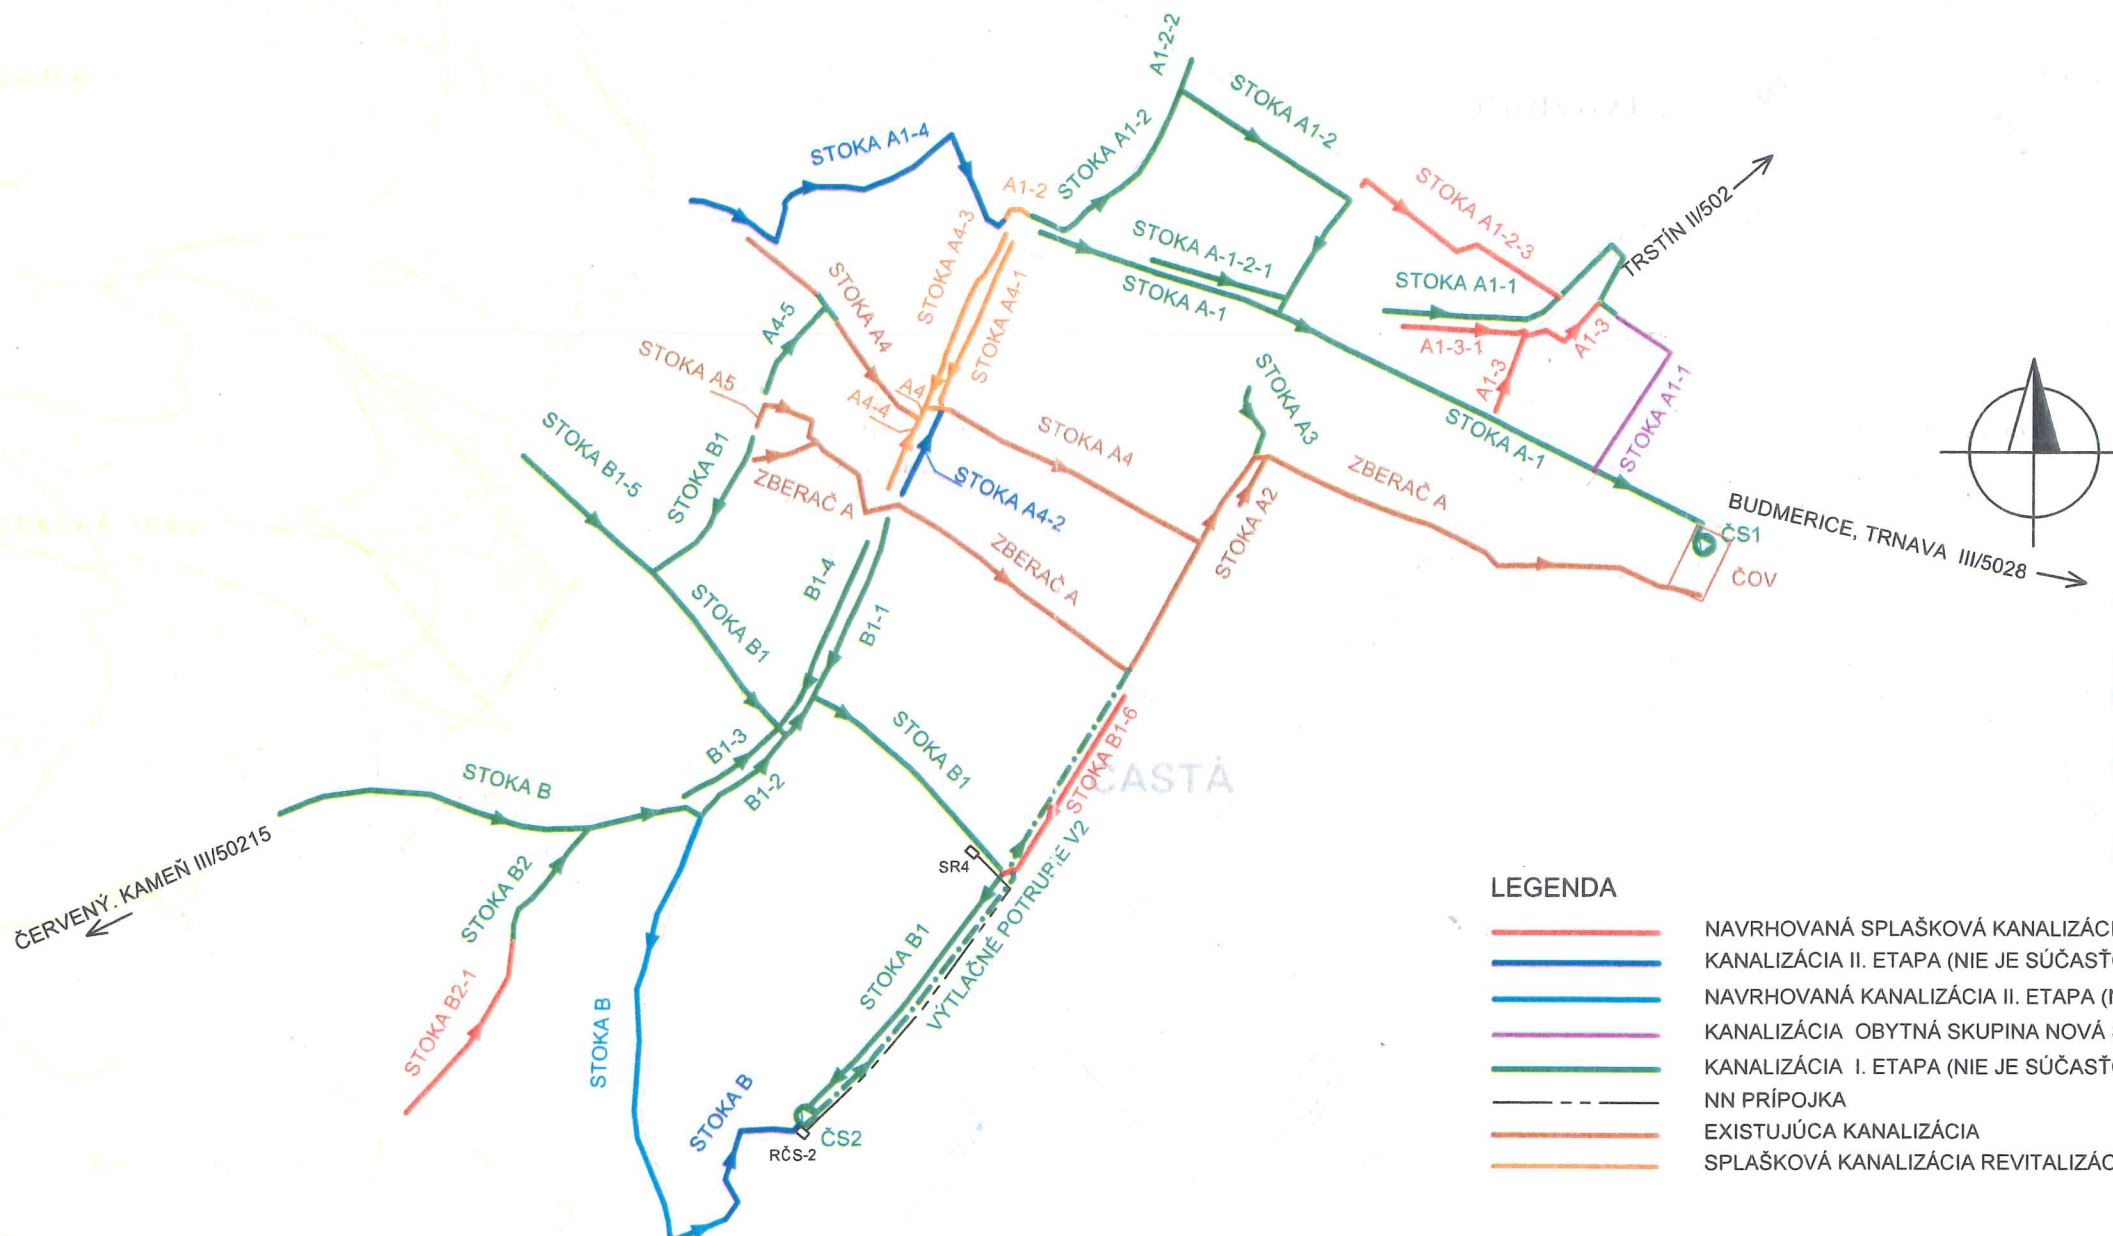 A1-2-2
STOKA A1-2
STOKA A1-4
STOKA A1-2
A1-2
STOKA A1-2-3
TRSTÍN II/502
STOKA A4-3
STOKA A-1-2-1
STOKA A1-1
STOKA A-1
STOKA A4
A4-5
STOKA A4-1
A1-3
A1-3-1
A1-3
STOKA A5
A4
A4-4
STOKA A3
STOKA A1-1
STOKA A-1
STOKA B1-5
STOKA B1
STOKA A4
ZBERAČ A
ZBERAČ A
STOKA A4-2
STOKA A2
BUDMERICE, TRNAVA III/5028
ČS1
ČOV
ZBERAČ A
B1-4
B1-1
STOKA B1
STOKA B1
B1-3
B1-2
STOKA B1-6
ČASTÁ
STOKA B
ČERVENÝ. KAMEŇ III/50215
STOKA B2
SR4
VÝTLAČNÉ POTRUBIE V2
STOKA B1
STOKA B2-1
STOKA B
STOKA B
ČS2
RČS-2
LEGENDA
NAVRHOVANÁ SPLAŠKOVÁ KANALIZÁCI
KANALIZÁCIA II. ETAPA (NIE JE SÚČASŤ
NAVRHOVANÁ KANALIZÁCIA II. ETAPA (
KANALIZÁCIA OBYTNÁ SKUPINA NOVÁ
KANALIZÁCIA I. ETAPA (NIE JE SÚČASŤ
NN PRÍPOJKA
EXISTUJÚCA KANALIZÁCIA
SPLAŠKOVÁ KANALIZÁCIA REVITALIZÁC